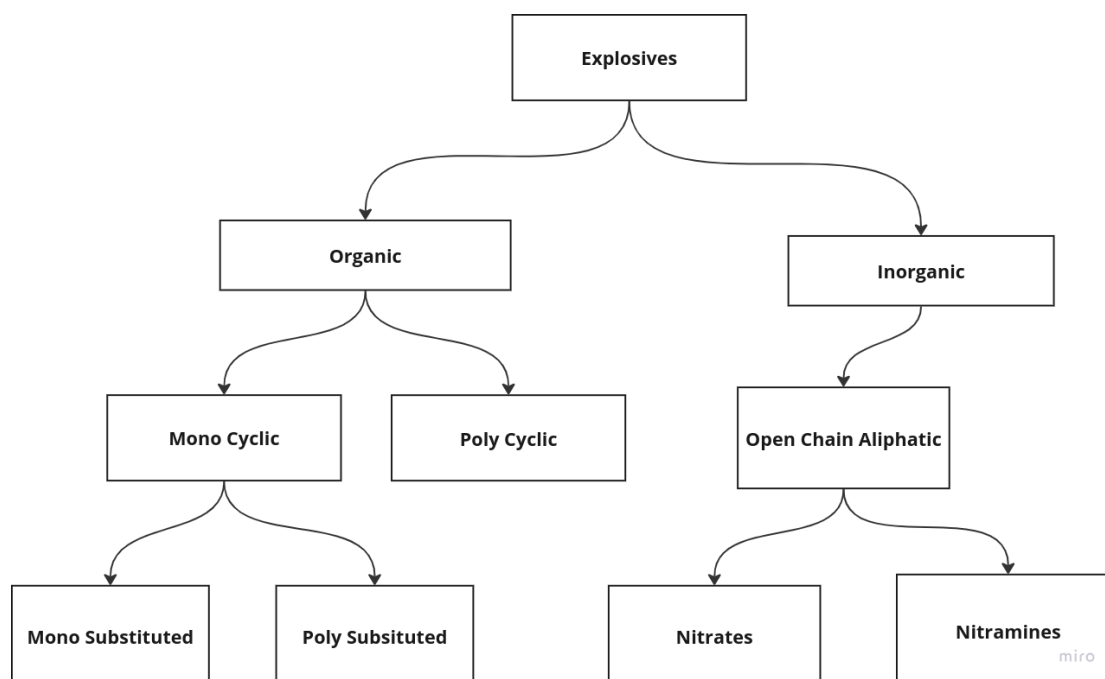 Explosives
Organic
Inorganic
Mono Cyclic
Poly Cyclic
Open Chain Aliphatic
Mono Substituted
Poly Subsituted
Nitrates
Nitramines
miro